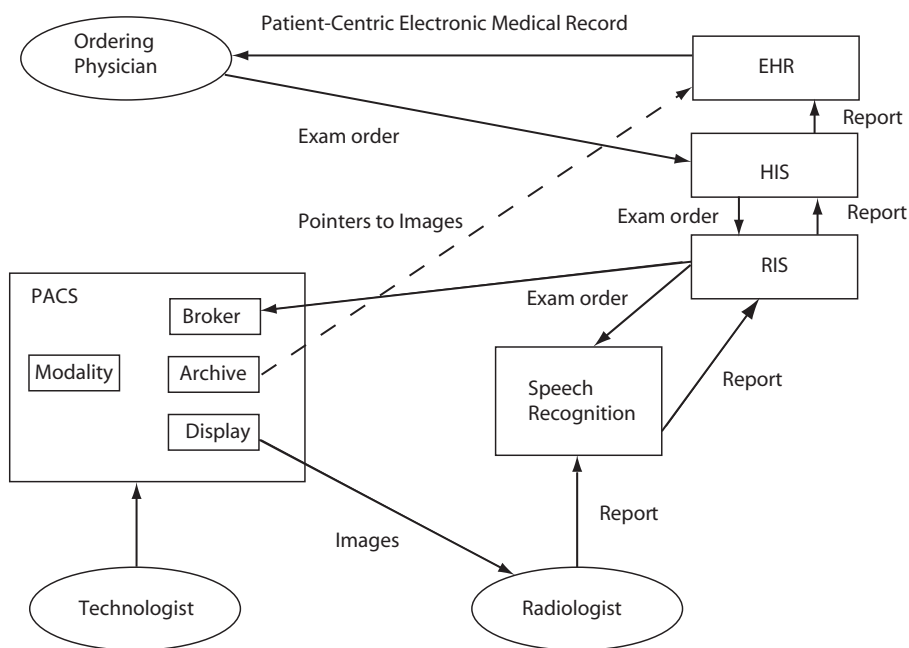 Patient-Centric Electronic Medical Record
Ordering
Physician
EHR
Report
Exam order
HIS
Pointers to Images
Exam order
Report
RIS
PACS
Broker
Exam order
Modality
Archive
Speech
Recognition
Report
Display
Report
Images
Technologist
Radiologist